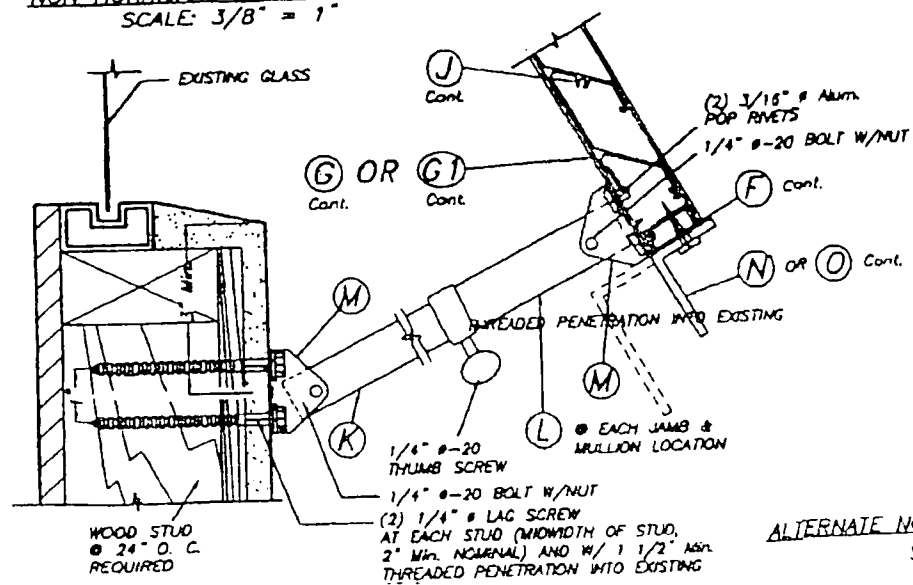 SCALE: 3/8" = 1"
EXISTING GLASS
J
Cont.
(2) 3/16" ø Alum.
POP RIVETS
1/4" ø-20 BOLT W/NUT
G OR G1
Cont. Cont.
F Cont.
N OR O Cont.
Min.
M
THREADED PENETRATION INTO EXISTING
M
K
L
@ EACH JAMB &
MULLION LOCATION
1/4" ø-20
THUMB SCREW
1/4" ø-20 BOLT W/NUT
(2) 1/4" ø LAG SCREW
AT EACH STUD (MIDWIDTH OF STUD,
2" Min. NOMINAL) AND W/ 1 1/2" Min.
THREADED PENETRATION INTO EXISTING
WOOD STUD
@ 24" O. C.
REQUIRED
ALTERNATE